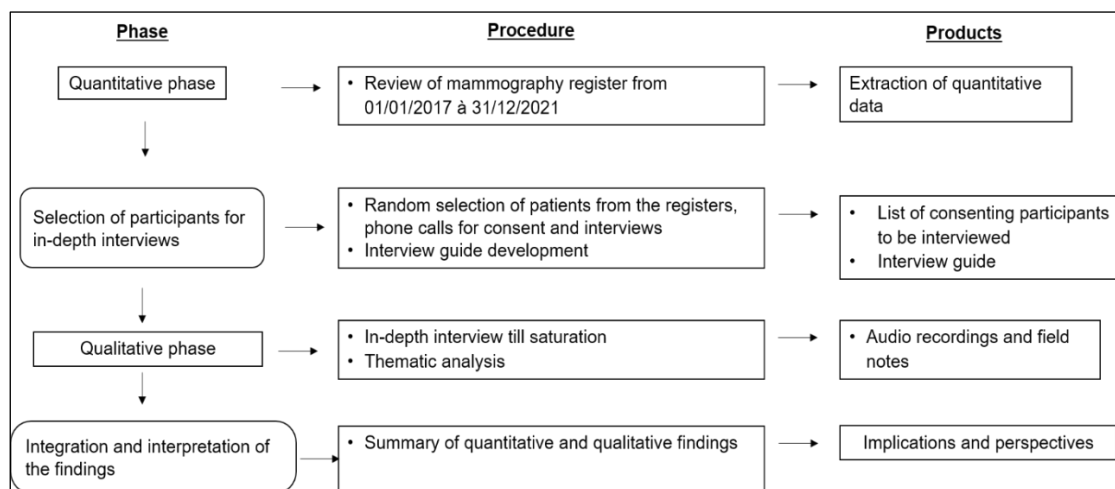 Phase
Procedure
Products
Quantitative phase
• Review of mammography register from
01/01/2017 à 31/12/2021
Extraction of quantitative
data
Selection of participants for
in-depth interviews
• Random selection of patients from the registers,
phone calls for consent and interviews
• Interview guide development
• List of consenting participants
to be interviewed
• Interview guide
Qualitative phase
• In-depth interview till saturation
• Thematic analysis
• Audio recordings and field
notes
Integration and interpretation of
the findings
• Summary of quantitative and qualitative findings
Implications and perspectives